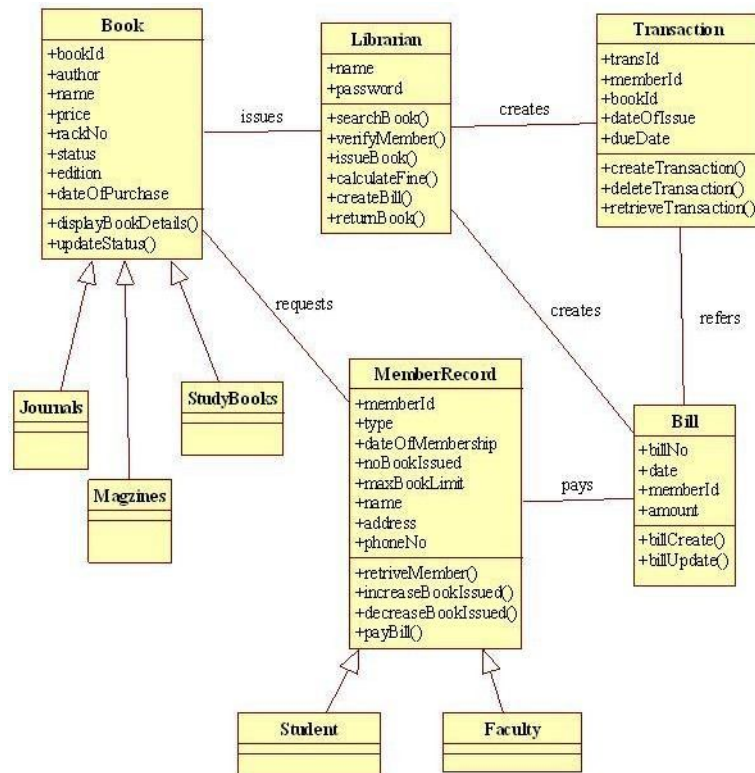 Book
+bookId
+author
+name
+price
+rackNo
+status
+edition
+dateOfPurchase
+displayBookDetails()
+updateStatus()
issues
Librarian
+name
+password
+searchBook()
+verifyMember()
+issueBook()
+calculateFine()
+createBill()
+returnBook()
creates
Transaction
+transId
+memberId
+bookId
+dateOfIssue
+dueDate
+createTransaction()
+deleteTransaction()
+retrieveTransaction()
requests
creates
refers
Journals
StudyBooks
Magzines
MemberRecord
+memberId
+type
+dateOfMembership
+noBookIssued
+maxBookLimit
+name
+address
+phoneNo
+retriveMember()
+increaseBookIssued()
+decreaseBookIssued()
+payBill()
pays
Bill
+billNo
+date
+memberId
+amount
+billCreate()
+billUpdate()
Student
Faculty